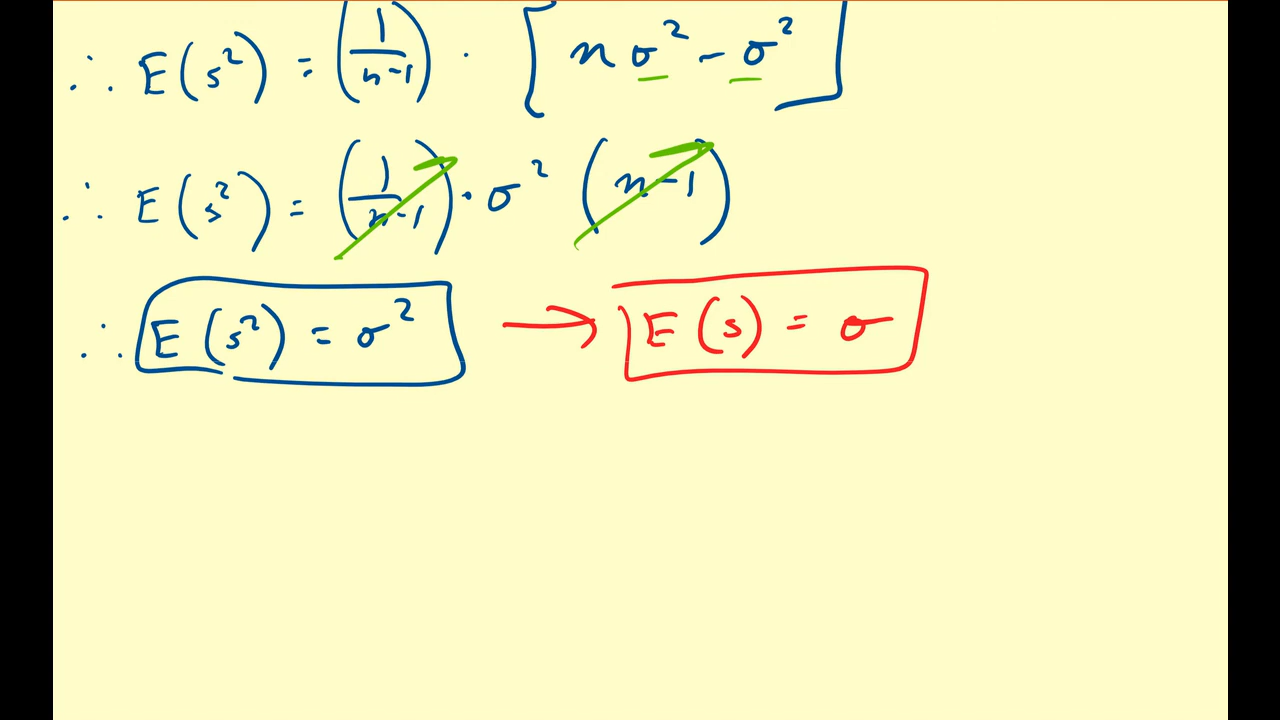 ∴ E(s²) = (1/n-1) · [nσ² - σ²]
∴ E(s²) = (1/n-1) · σ² (n-1)
∴ E(s²) = σ² → E(s) = σ